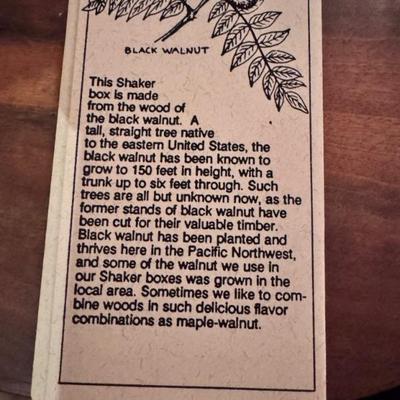 BLACK WALNUT
This Shaker
box is made
from the wood of
the black walnut. A
tall, straight tree native
to the eastern United States, the
black walnut has been known to
grow to 150 feet in height, with a
trunk up to six feet through. Such
trees are all but unknown now, as the
former stands of black walnut have
been cut for their valuable timber.
Black walnut has been planted and
thrives here in the Pacific Northwest,
and some of the walnut we use in
our Shaker boxes was grown in the
local area. Sometimes we like to com-
bine woods in such delicious flavor
combinations as maple-walnut.